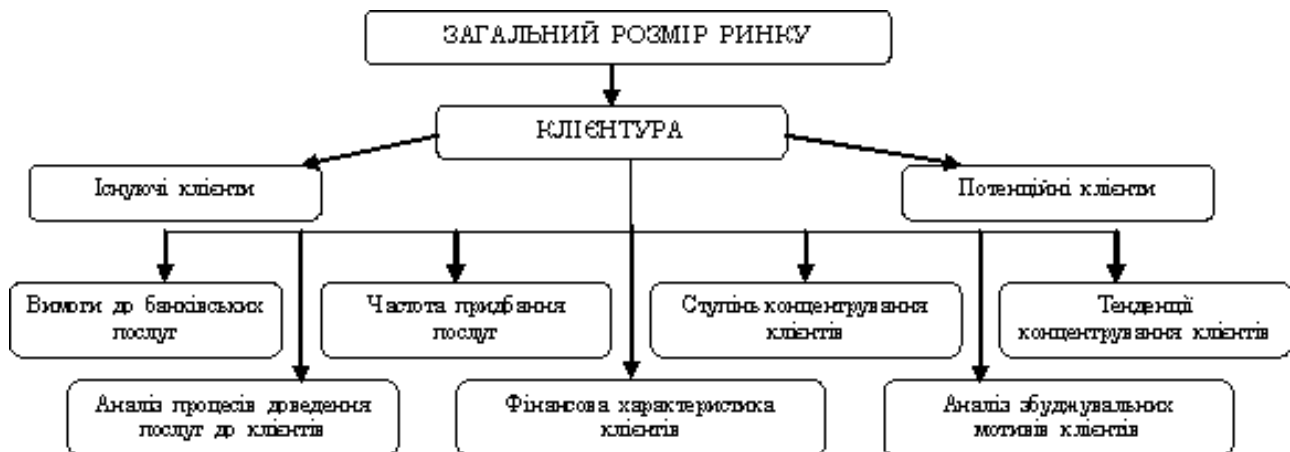 ЗАГАЛЬНИЙ РОЗМІР РИНКУ
КЛІЄНТУРА
Існуючі клієнти
Потенційні клієнти
Вимоги до банківських
послуг
Частота придбання
послуг
Ступінь концентрування
клієнтів
Тенденції
концентрування клієнтів
Аналіз процесів доведення
послуг до клієнтів
Фінансова характеристика
клієнтів
Аналіз збуджувальних
мотивів клієнтів